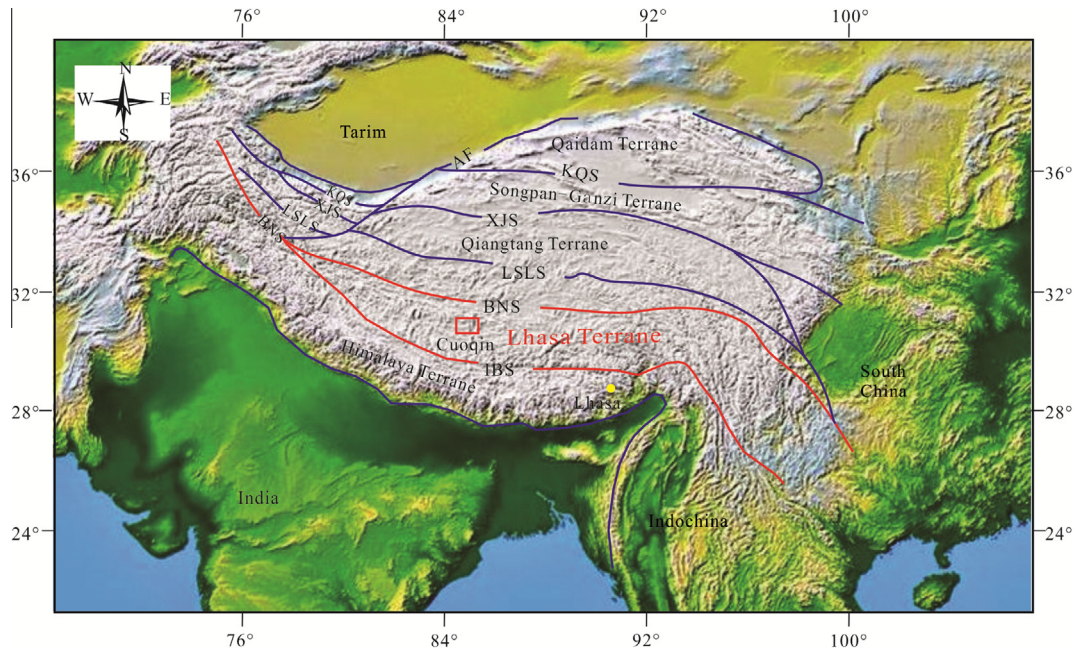 76°
84°
92°
100°
N
W
E
S
Tarim
AF
Qaidam Terrane
36°
KQS
36°
KQS
Songpan Ganzi Terrane
XJS
XJS
LSLS
BNS
Qiangtang Terrane
LSLS
32°
BNS
32°
Cuoqin
Lhasa Terrane
Himalaya Terrane
IBS
South
China
Lhasa
28°
28°
India
Indochina
24°
24°
76°
84°
92°
100°